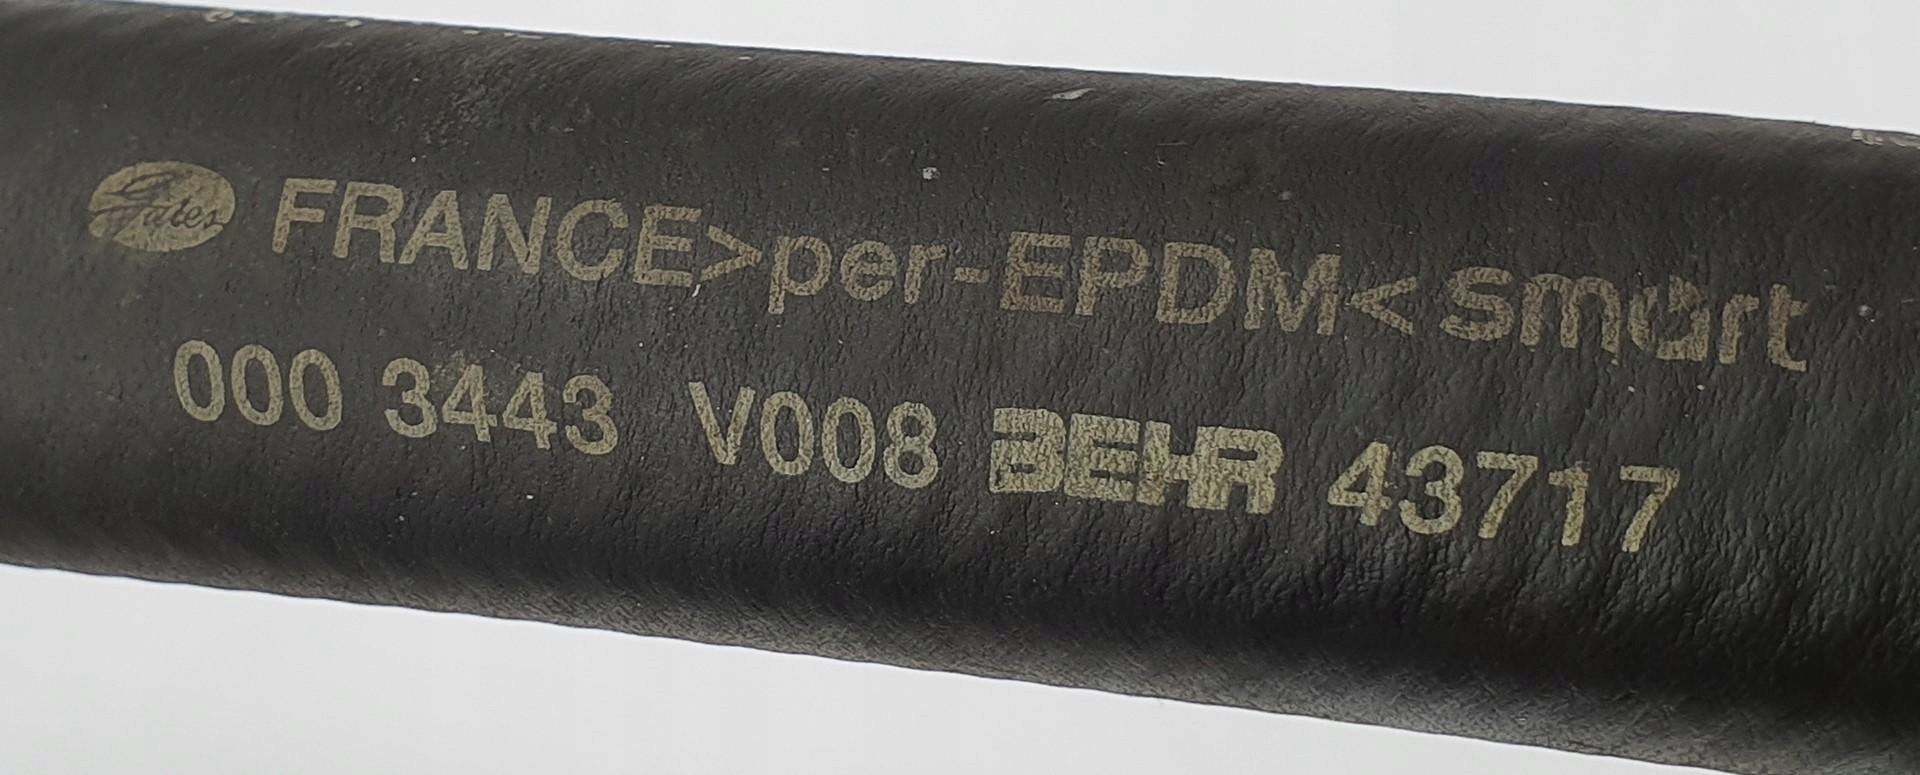 Gates FRANCE>per-EPDM<smart
000 3443 V008 BEHR 43717